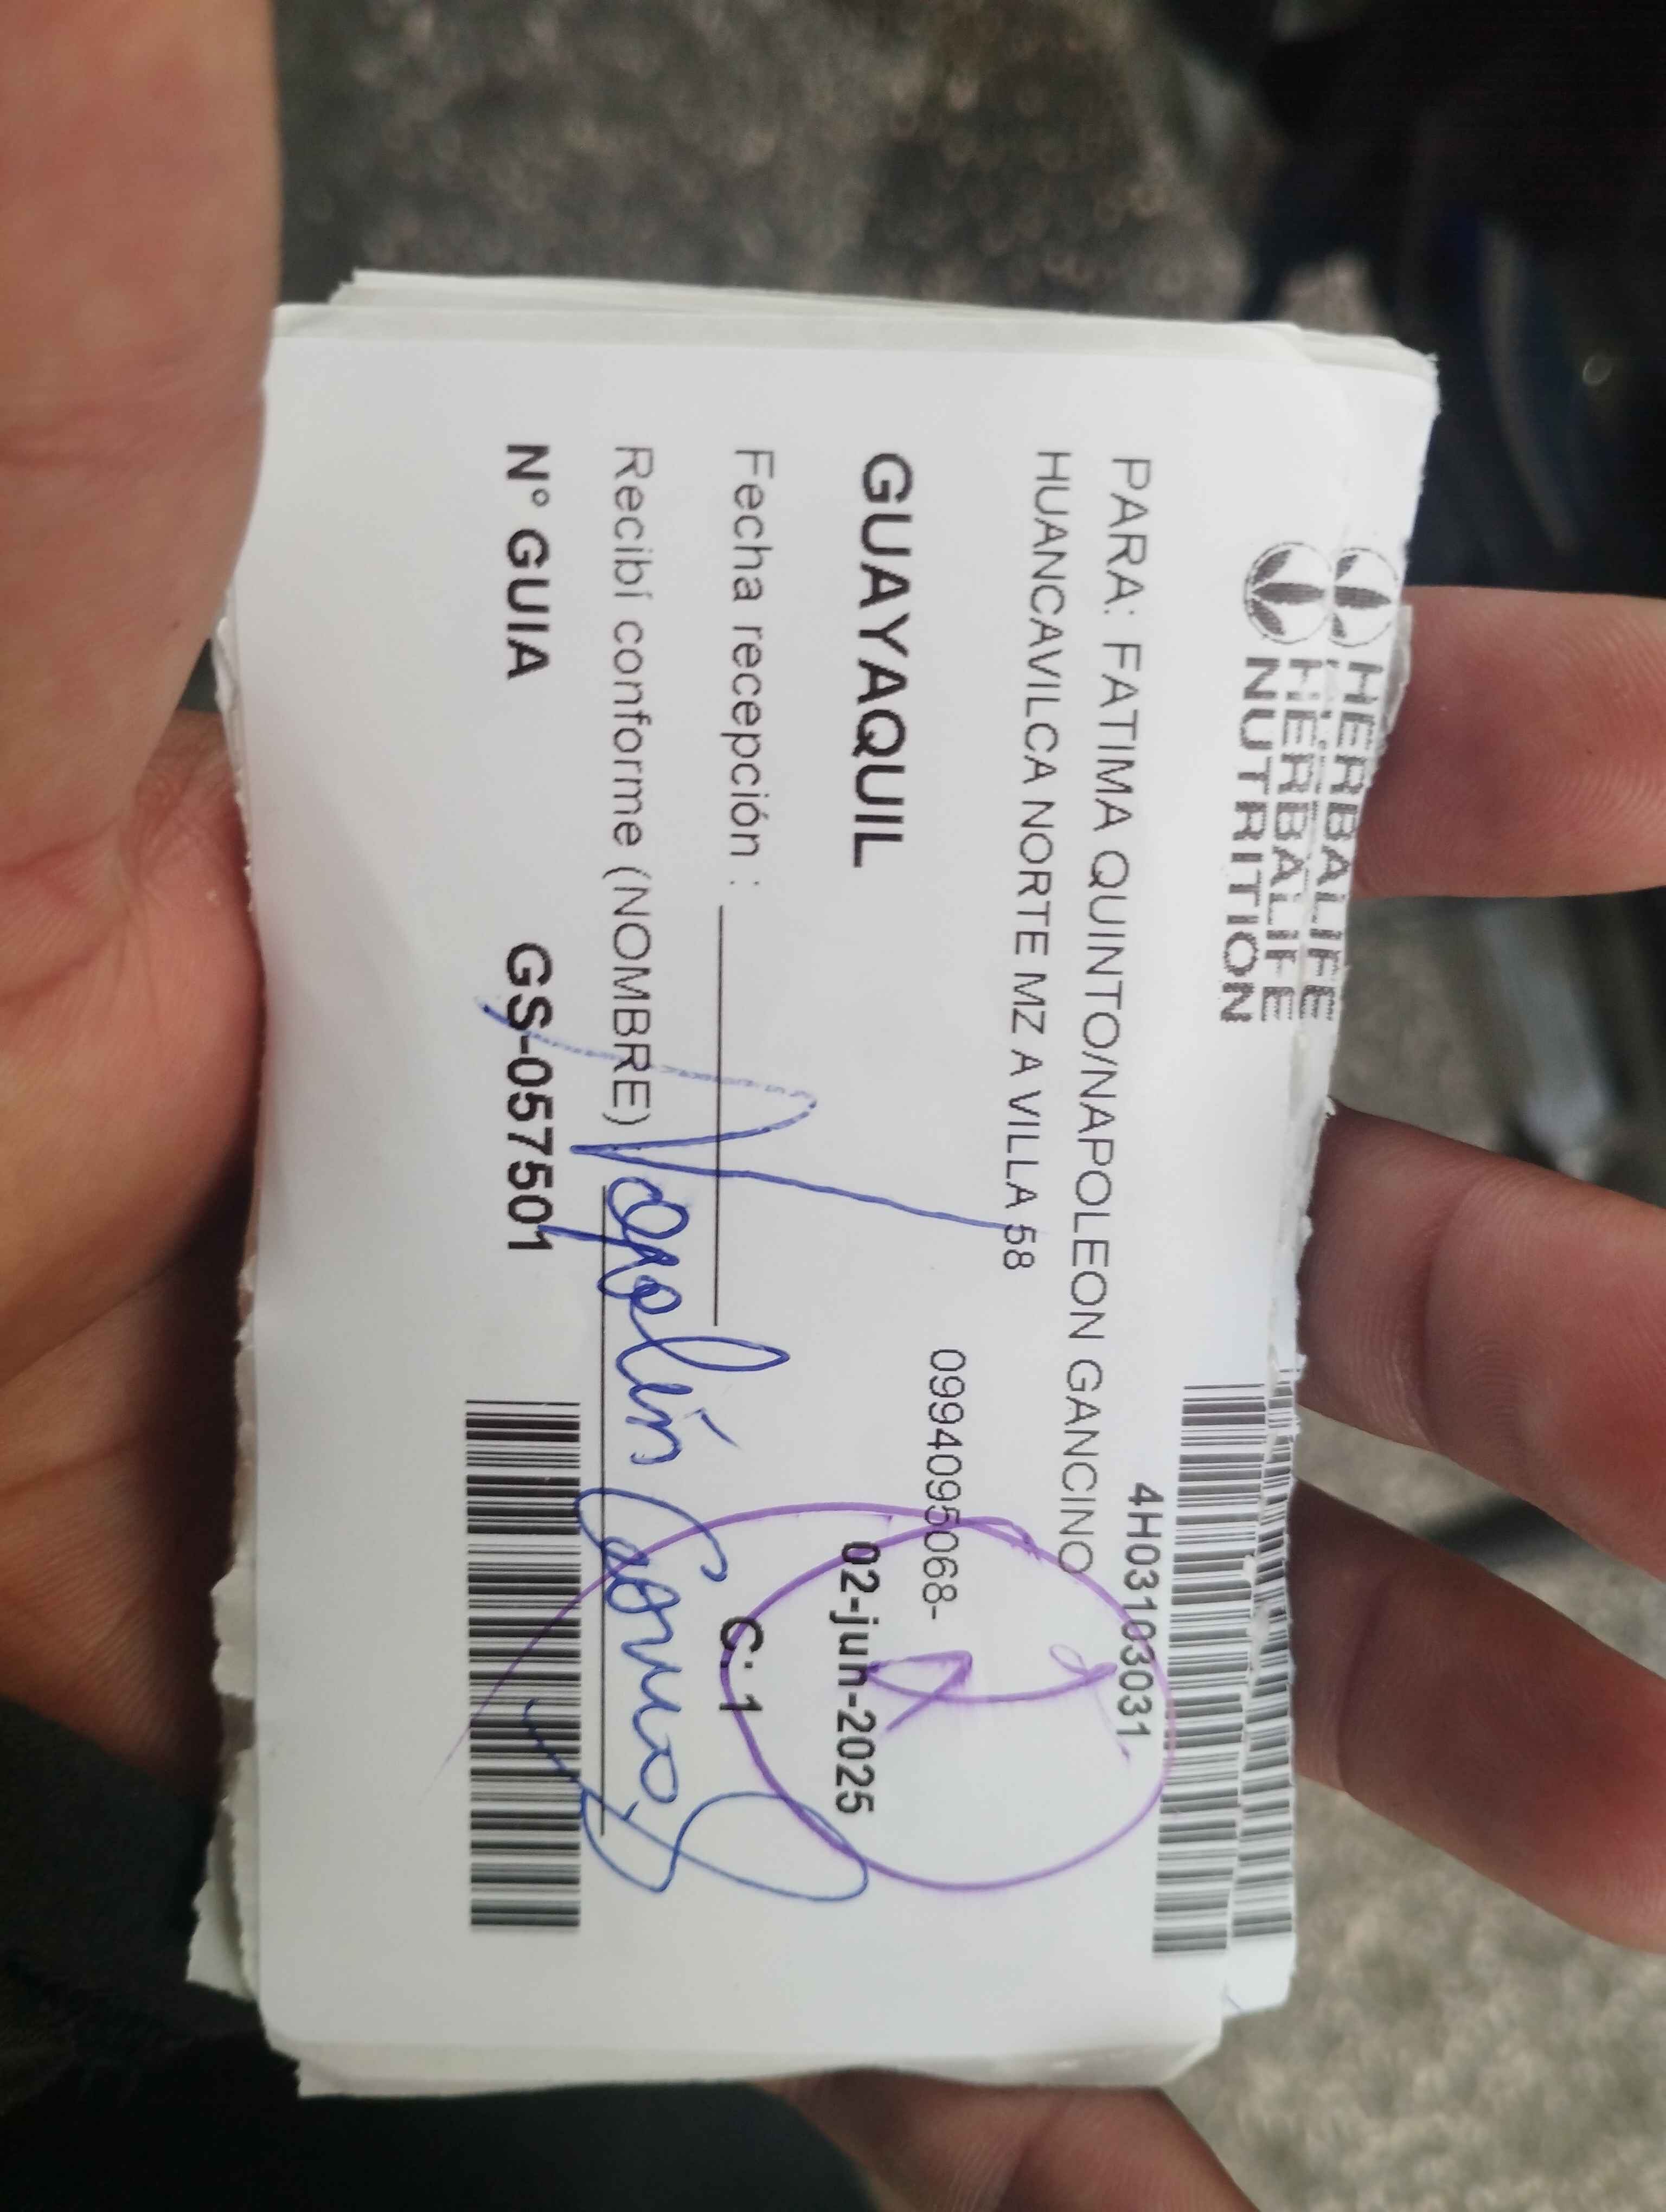 HERBALIFE
HERBALIFE
NUTRITION
4H03103031
PARA: FATIMA QUINTO/NAPOLEON GANCINO
HUANCAVILCA NORTE MZ A VILLA 58
0994095068-
GUAYAQUIL
02-jun-2025
Fecha recepción :
C: 1
Recibí conforme (NOMBRE)
N° GUIA GS-057501